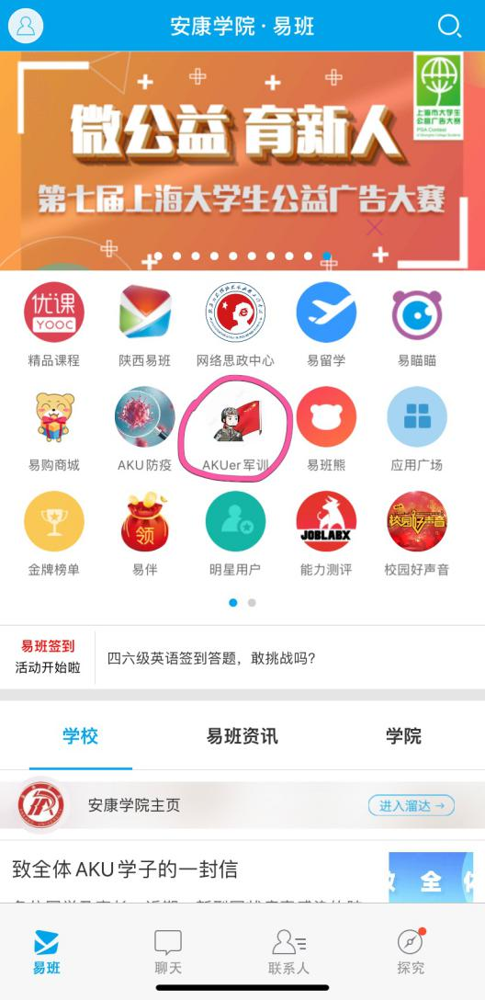 安康学院 · 易班
微公益 育新人
第七届上海大学生公益广告大赛
上海市大学生
公益广告大赛
PSA Contest
优课
YOOC
精品课程
陕西易班
网络思政中心
易留学
易瞄瞄
易购商城
AKU防疫
AKUer军训
易班熊
应用广场
领
JOBLABX
校园好声音
金牌榜单
易伴
明星用户
能力测评
校园好声音
易班签到
活动开始啦
四六级英语签到答题，敢挑战吗？
学校
易班资讯
学院
安康学院主页
进入溜达 →
致全体AKU学子的一封信
全
易班
聊天
联系人
探究